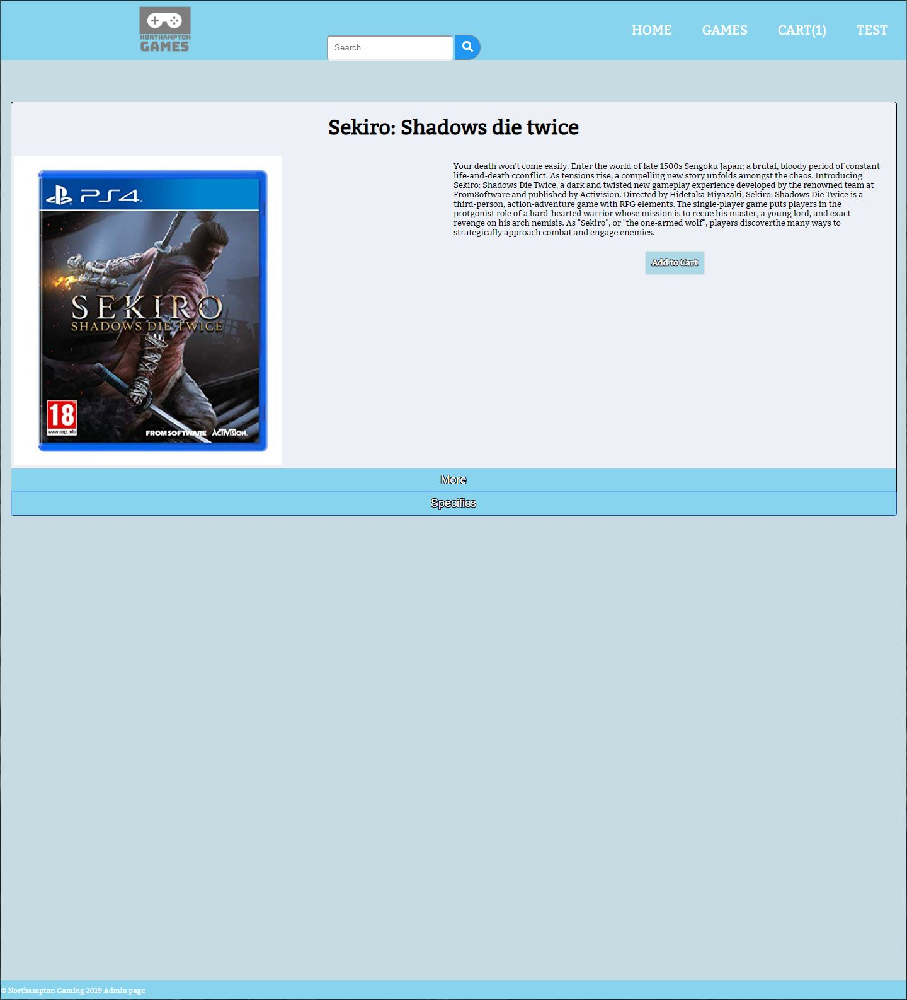 NORTHAMPTON
GAMES
Search...
HOME
GAMES
CART(1)
TEST
Sekiro: Shadows die twice
PS4
SEKIRO™
SHADOWS DIE TWICE
18
www.pegi.info
FROMSOFTWARE
ACTIVISION.
Your death won't come easily. Enter the world of late 1500s Sengoku Japan; a brutal, bloody period of constant
life-and-death cconflict. As tensions rise, a compelling new story unfolds amongst the chaos. Introducing
Sekiro: Shadows Die Twice, a dark and twisted new gameplay experience developed by the renowned team at
FromSoftware and published by Activision. Directed by Hidetaka Miyazaki, Sekiro: Shadows Die Twice is a
third-person, action-adventure game with RPG elements. The single-player game puts players in the
protgonist role of a hard-hearted warrior whose mission is to recue his master, a young lord, and exact
revenge on his arch nemisis. As "Sekiro", or "the one-armed wolf", players discoverthe many ways to
strategically approach combat and engage enemies.
Add to Cart
More
Specifics
© Northampton Gaming 2019 Admin page